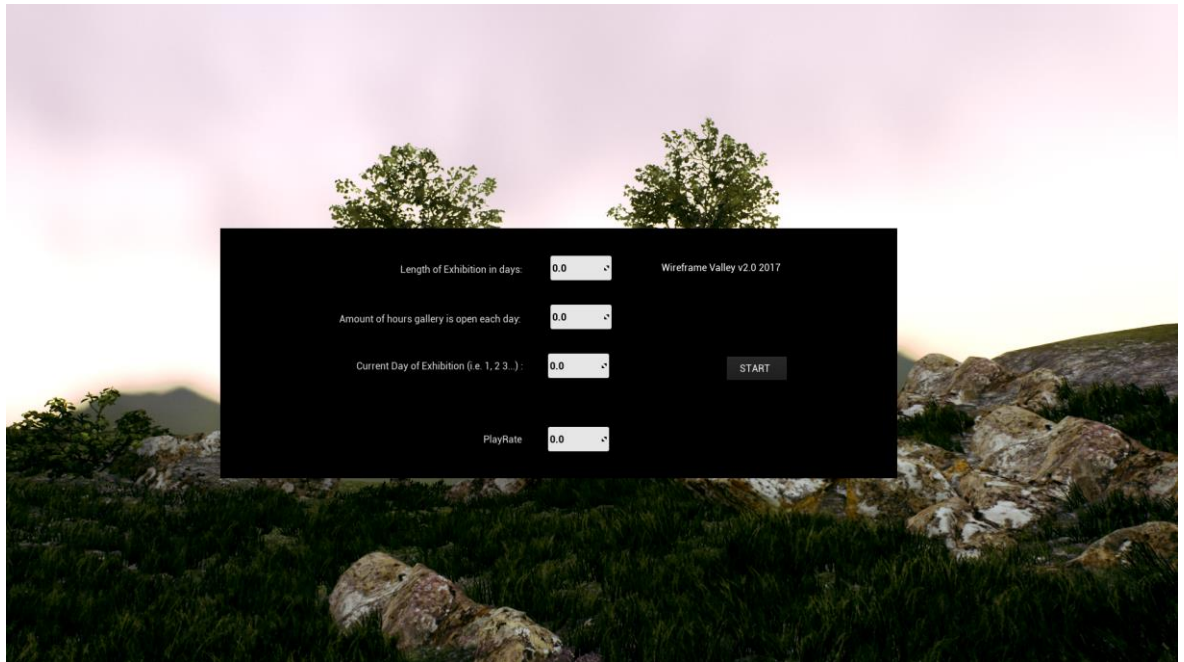 Length of Exhibition in days: 0.0 Wireframe Valley v2.0 2017
Amount of hours gallery is open each day: 0.0
Current Day of Exhibition (i.e. 1, 2 3...) : 0.0 START
PlayRate 0.0